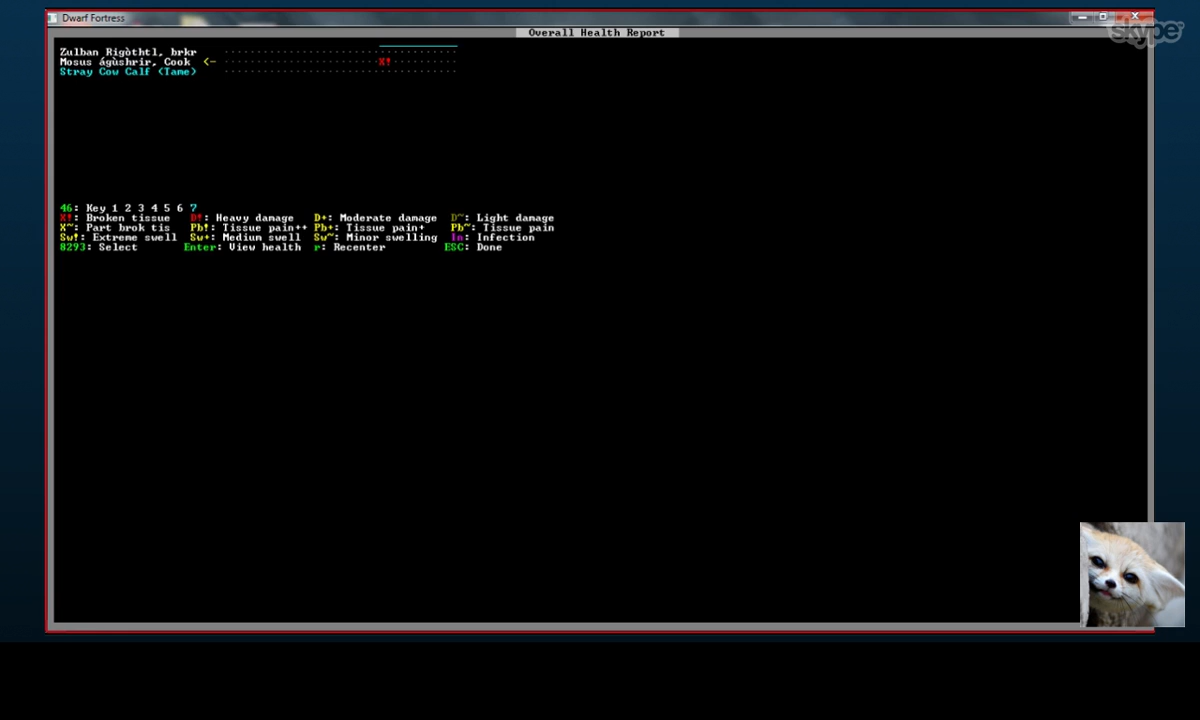 Dwarf Fortress
skype
Overall Health Report
Zulban Rigòthtl, brkr
Mosus ágùshrir, Cook <- X!
Stray Cow Calf (Tame)
46: Key 1 2 3 4 5 6 7
X!: Broken tissue D!: Heavy damage D+: Moderate damage D~: Light damage
X~: Part brok tis Pb!: Tissue pain++ Pb+: Tissue pain+ Pb~: Tissue pain
Sw!: Extreme swell Sw+: Medium swell Sw~: Minor swelling In: Infection
8293: Select Enter: View health r: Recenter ESC: Done